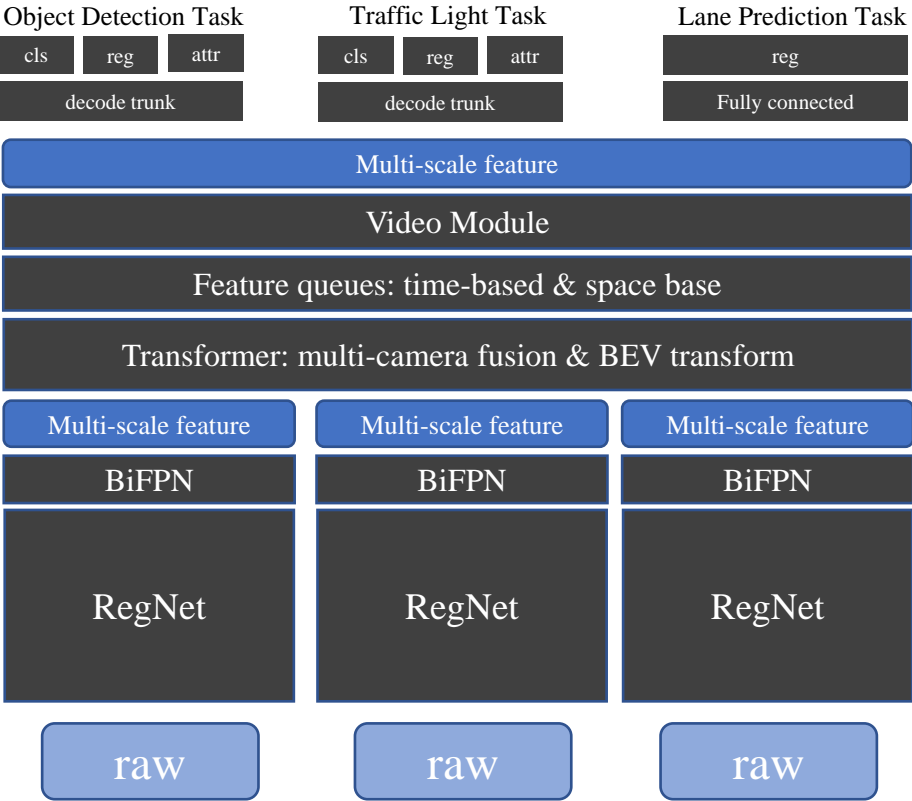 Object Detection Task Traffic Light Task Lane Prediction Task
cls reg attr cls reg attr reg
decode trunk decode trunk Fully connected
Multi-scale feature
Video Module
Feature queues: time-based & space base
Transformer: multi-camera fusion & BEV transform
Multi-scale feature Multi-scale feature Multi-scale feature
BiFPN BiFPN BiFPN
RegNet RegNet RegNet
raw raw raw